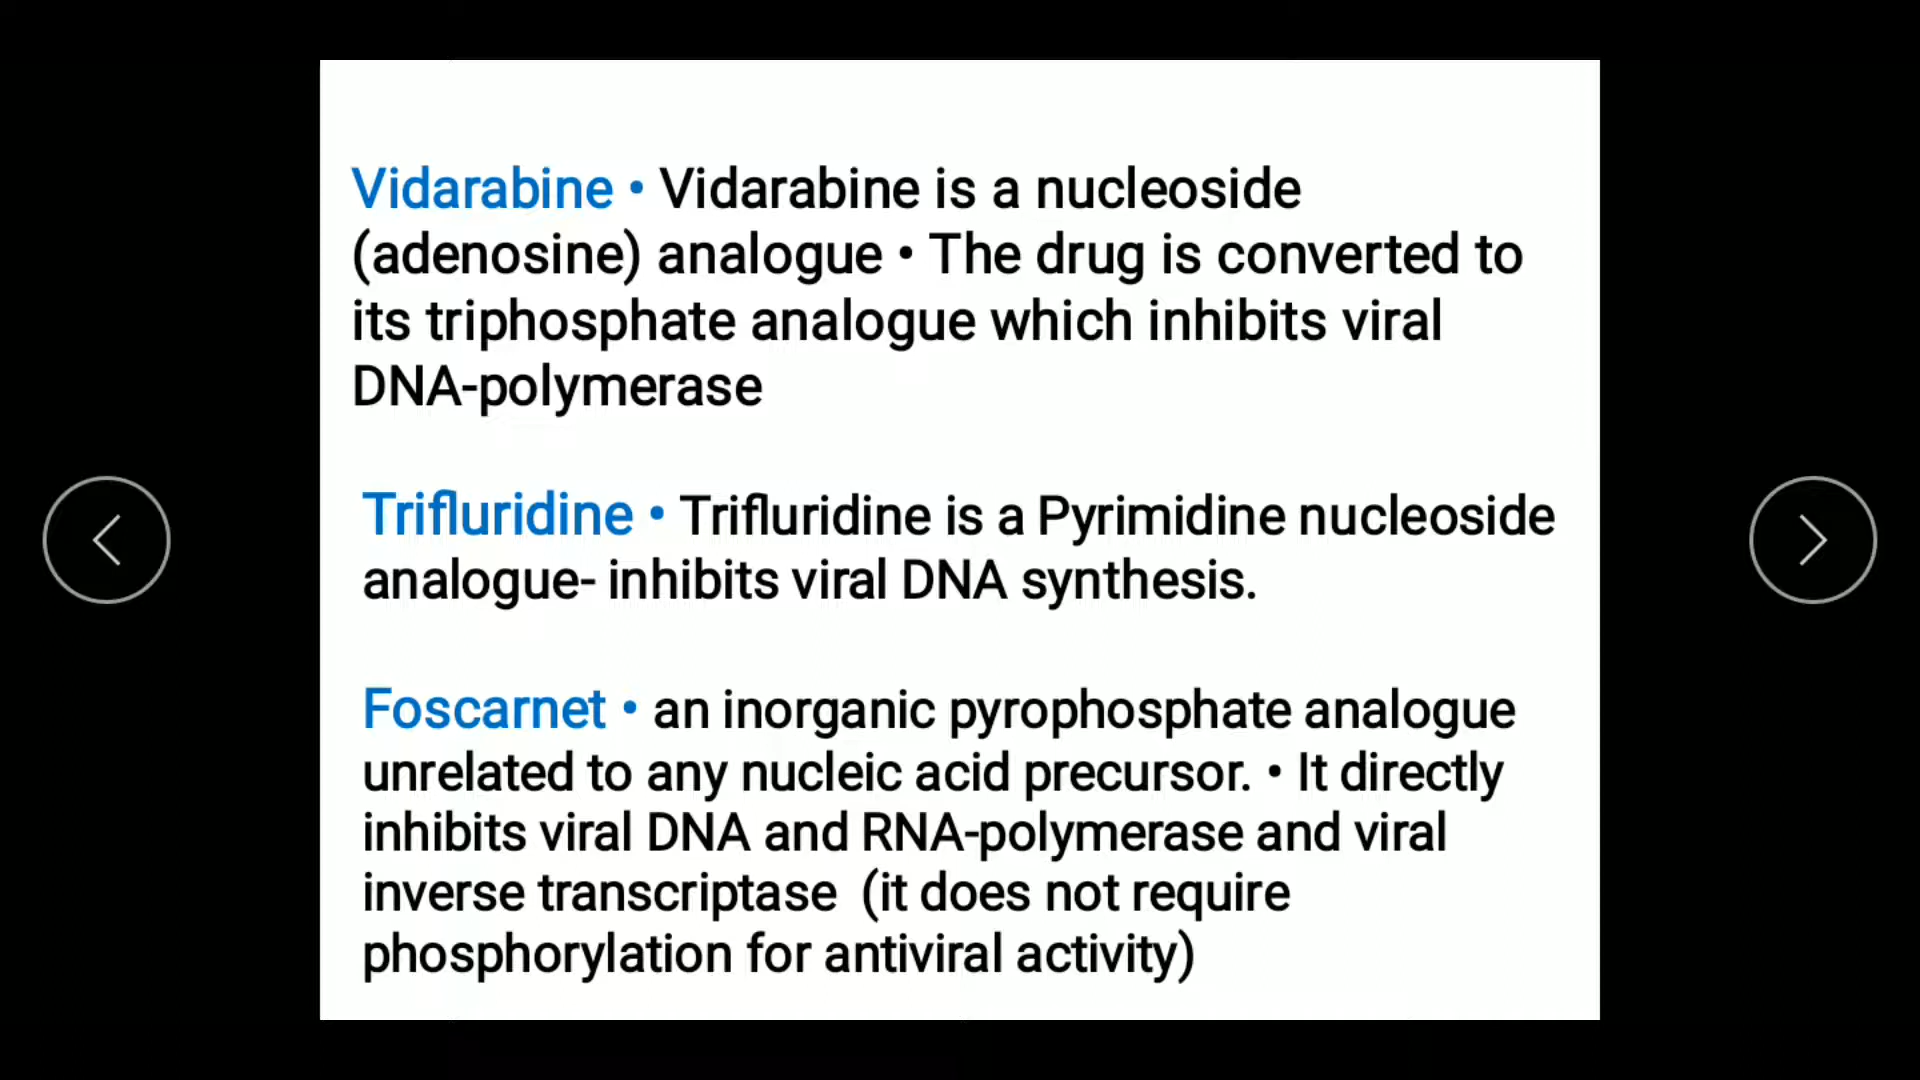 Vidarabine • Vidarabine is a nucleoside
(adenosine) analogue • The drug is converted to
its triphosphate analogue which inhibits viral
DNA-polymerase
Trifluridine • Trifluridine is a Pyrimidine nucleoside
analogue- inhibits viral DNA synthesis.
Foscarnet • an inorganic pyrophosphate analogue
unrelated to any nucleic acid precursor. • It directly
inhibits viral DNA and RNA-polymerase and viral
inverse transcriptase (it does not require
phosphorylation for antiviral activity)